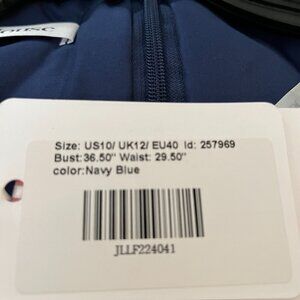 Size: US10/ UK12/ EU40 Id: 257969
Bust:36.50" Waist: 29.50"
color:Navy Blue
JLLF224041